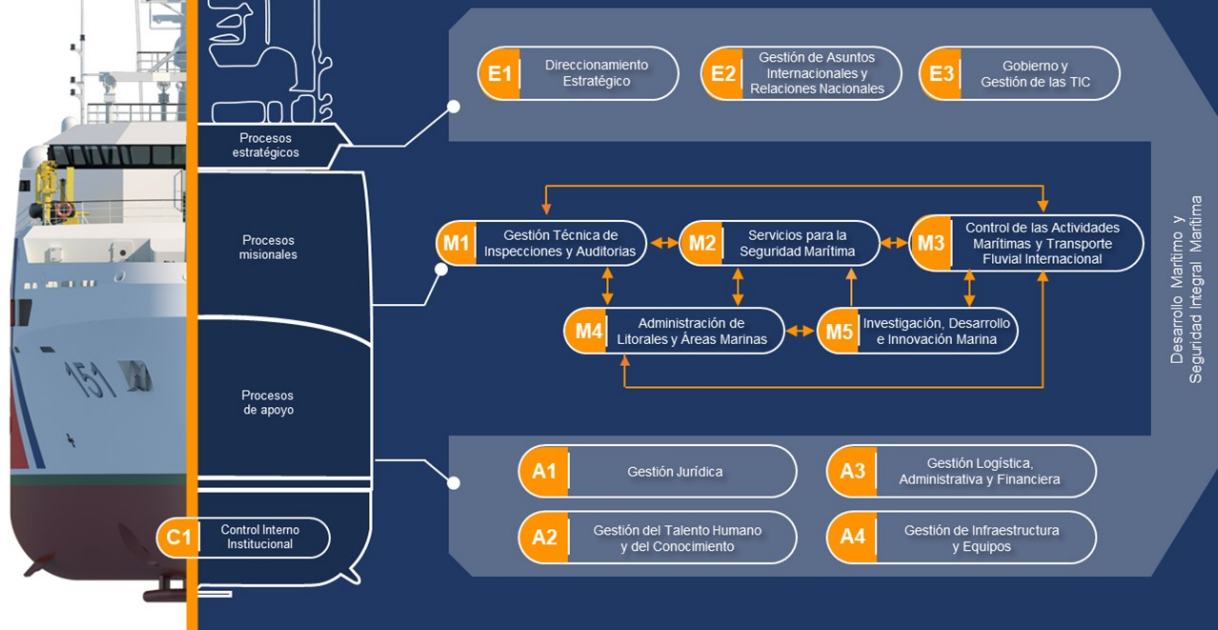 E1
Direccionamiento
Estratégico
E2
Gestión de Asuntos
Internacionales y
Relaciones Nacionales
E3
Gobierno y
Gestión de las TIC
Procesos
estratégicos
Procesos
misionales
M1
Gestión Técnica de
Inspecciones y Auditorias
M2
Servicios para la
Seguridad Marítima
M3
Control de las Actividades
Marítimas y Transporte
Fluvial Internacional
M4
Administración de
Litorales y Áreas Marinas
M5
Investigación, Desarrollo
e Innovación Marina
Desarrollo Marítimo y
Seguridad Integral Marítima
151
Procesos
de apoyo
A1
Gestión Jurídica
A3
Gestión Logística,
Administrativa y Financiera
A2
Gestión del Talento Humano
y del Conocimiento
A4
Gestión de Infraestructura
y Equipos
C1
Control Interno
Institucional